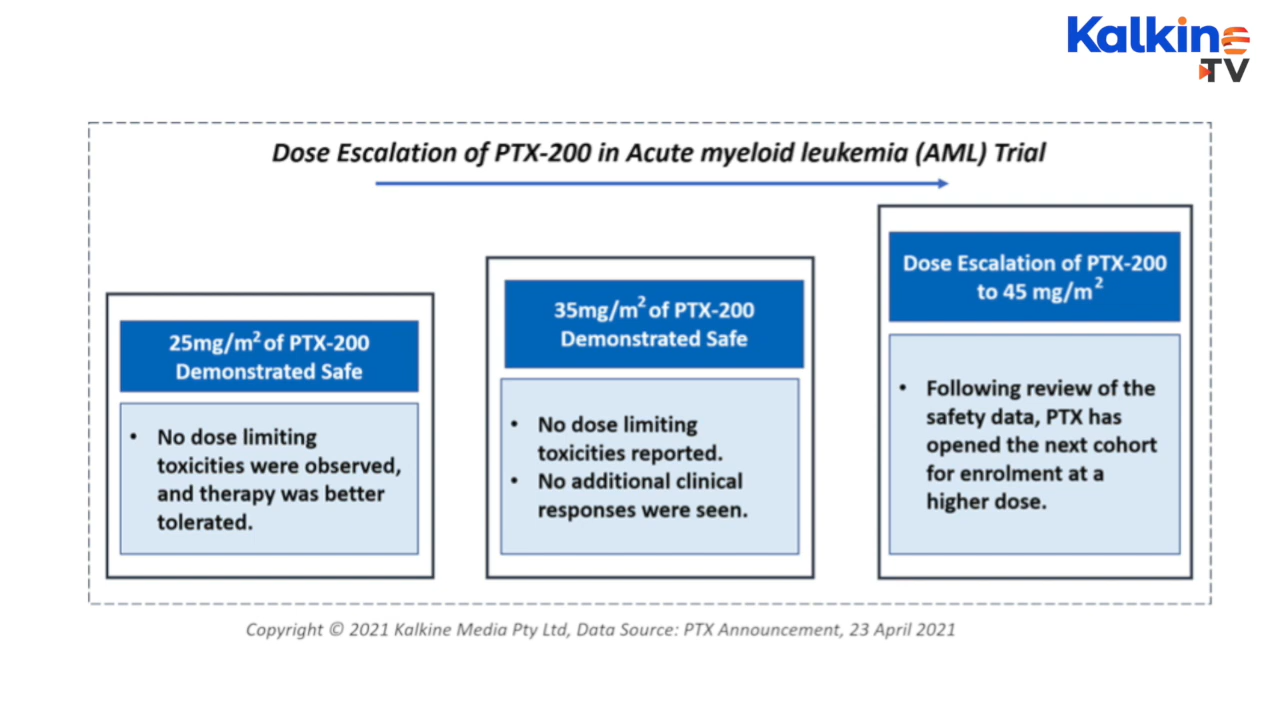 Kalkine
TV
Dose Escalation of PTX-200 in Acute myeloid leukemia (AML) Trial
25mg/m² of PTX-200
Demonstrated Safe
• No dose limiting
toxicities were observed,
and therapy was better
tolerated.
35mg/m² of PTX-200
Demonstrated Safe
• No dose limiting
toxicities reported.
• No additional clinical
responses were seen.
Dose Escalation of PTX-200
to 45 mg/m²
• Following review of the
safety data, PTX has
opened the next cohort
for enrolment at a
higher dose.
Copyright © 2021 Kalkine Media Pty Ltd, Data Source: PTX Announcement, 23 April 2021